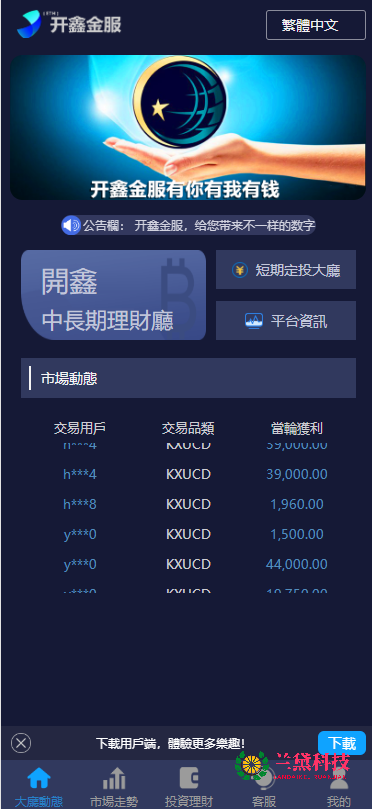 开鑫金服
繁體中文
开鑫金服有你有我有钱
公告欄： 开鑫金服，给您带来不一样的数字
開鑫
中長期理財廳
短期定投大廳
平台資訊
市場動態
交易用戶 交易品類 當輪獲利
h***4 KXUCD 39,000.00
h***4 KXUCD 39,000.00
h***8 KXUCD 1,960.00
y***0 KXUCD 1,500.00
y***0 KXUCD 44,000.00
KXUCD
下載用戶端，體驗更多樂趣！ 下載
兰黛科技
大廳動態 市場走勢 投資理財 客服 我的